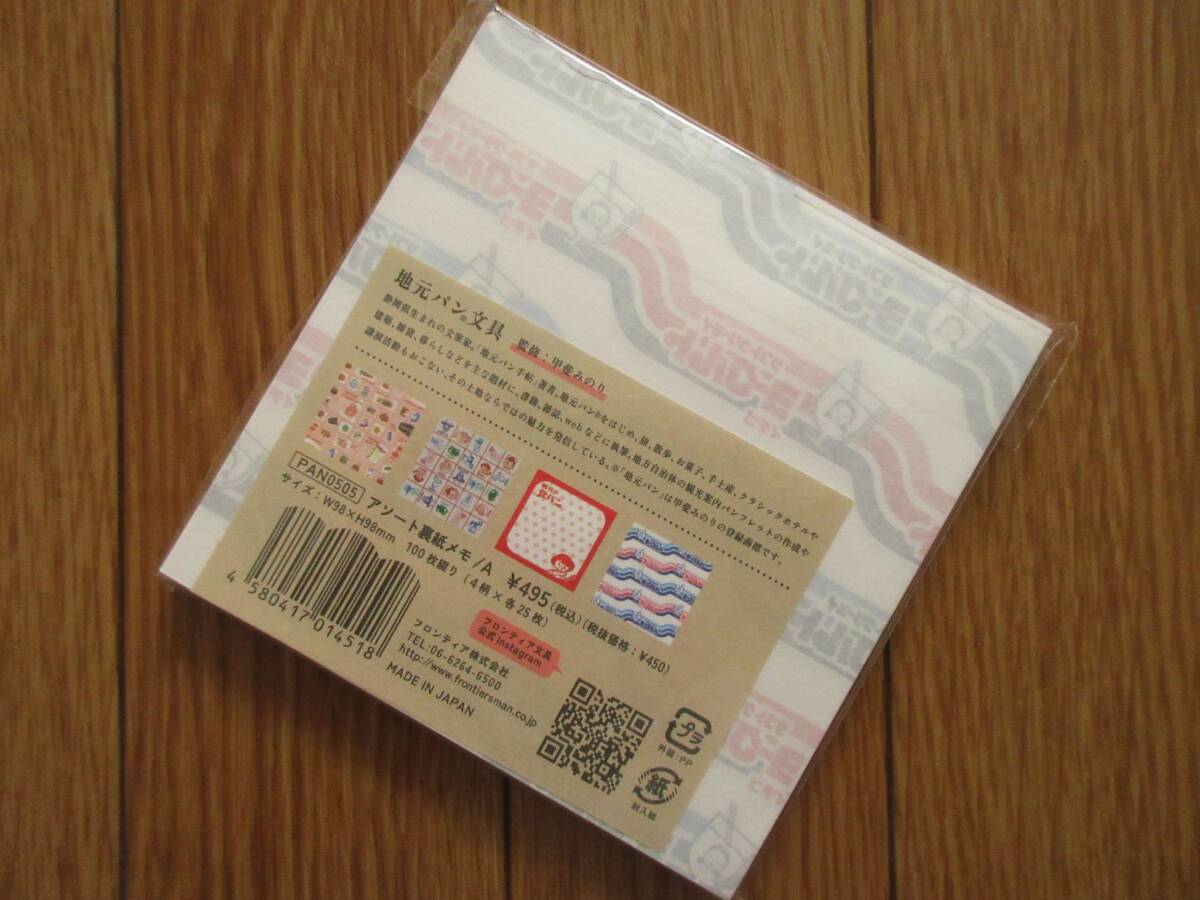 地元パン®文具 監修:甲斐みのり
静岡県生まれの文筆家。「地元パン手帖」著者。地元パン®をはじめ、旅、散歩、お菓子、手土産、クラシックホテルや
建築、雑貨、暮らしなどを主な題材に、書籍、雑誌、webなどに執筆。地方自治体の観光案内パンフレットの作成や
講演活動もおこない、その土地ならではの魅力を発信している。※「地元パン」は甲斐みのりの登録商標です。
PAN0505 アソート裏紙メモ/A ¥495(税込)(税抜価格:¥450)
サイズ:W98×H98mm 100枚綴り(4柄×各25枚)
4 580417 014518
フロンティア株式会社
TEL:06-6264-6500
http://www.frontiersman.co.jp
MADE IN JAPAN
フロンティア文具
公式Instagram
プラ
外装:PP
紙
封入紙